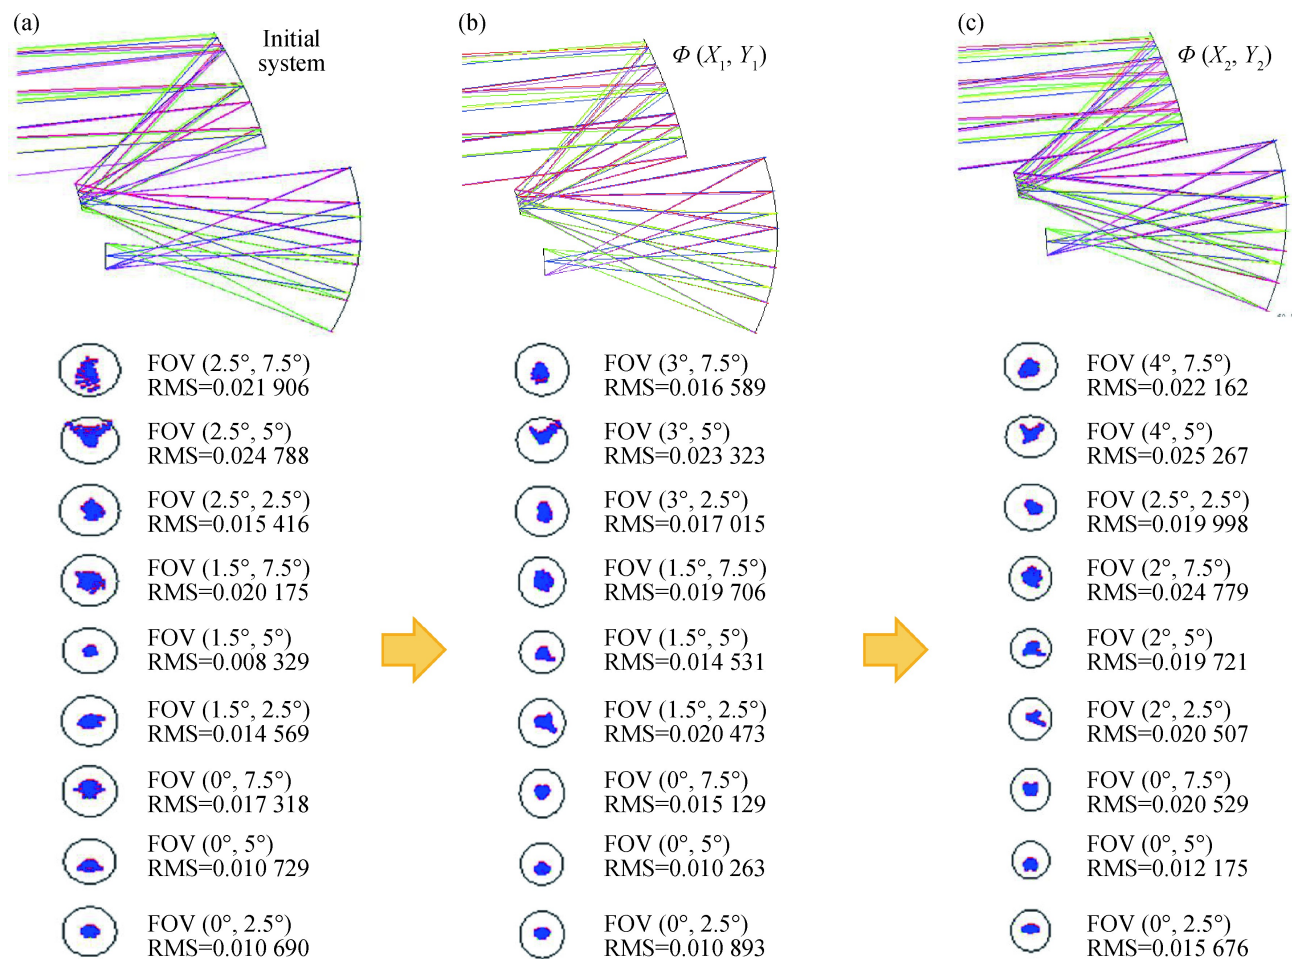 (a)
Initial
system
FOV (2.5°, 7.5°)
RMS=0.021 906
FOV (2.5°, 5°)
RMS=0.024 788
FOV (2.5°, 2.5°)
RMS=0.015 416
FOV (1.5°, 7.5°)
RMS=0.020 175
FOV (1.5°, 5°)
RMS=0.008 329
FOV (1.5°, 2.5°)
RMS=0.014 569
FOV (0°, 7.5°)
RMS=0.017 318
FOV (0°, 5°)
RMS=0.010 729
FOV (0°, 2.5°)
RMS=0.010 690
(b)
Φ (X₁, Y₁)
FOV (3°, 7.5°)
RMS=0.016 589
FOV (3°, 5°)
RMS=0.023 323
FOV (3°, 2.5°)
RMS=0.017 015
FOV (1.5°, 7.5°)
RMS=0.019 706
FOV (1.5°, 5°)
RMS=0.014 531
FOV (1.5°, 2.5°)
RMS=0.020 473
FOV (0°, 7.5°)
RMS=0.015 129
FOV (0°, 5°)
RMS=0.010 263
FOV (0°, 2.5°)
RMS=0.010 893
(c)
Φ (X₂, Y₂)
FOV (4°, 7.5°)
RMS=0.022 162
FOV (4°, 5°)
RMS=0.025 267
FOV (2.5°, 2.5°)
RMS=0.019 998
FOV (2°, 7.5°)
RMS=0.024 779
FOV (2°, 5°)
RMS=0.019 721
FOV (2°, 2.5°)
RMS=0.020 507
FOV (0°, 7.5°)
RMS=0.020 529
FOV (0°, 5°)
RMS=0.012 175
FOV (0°, 2.5°)
RMS=0.015 676